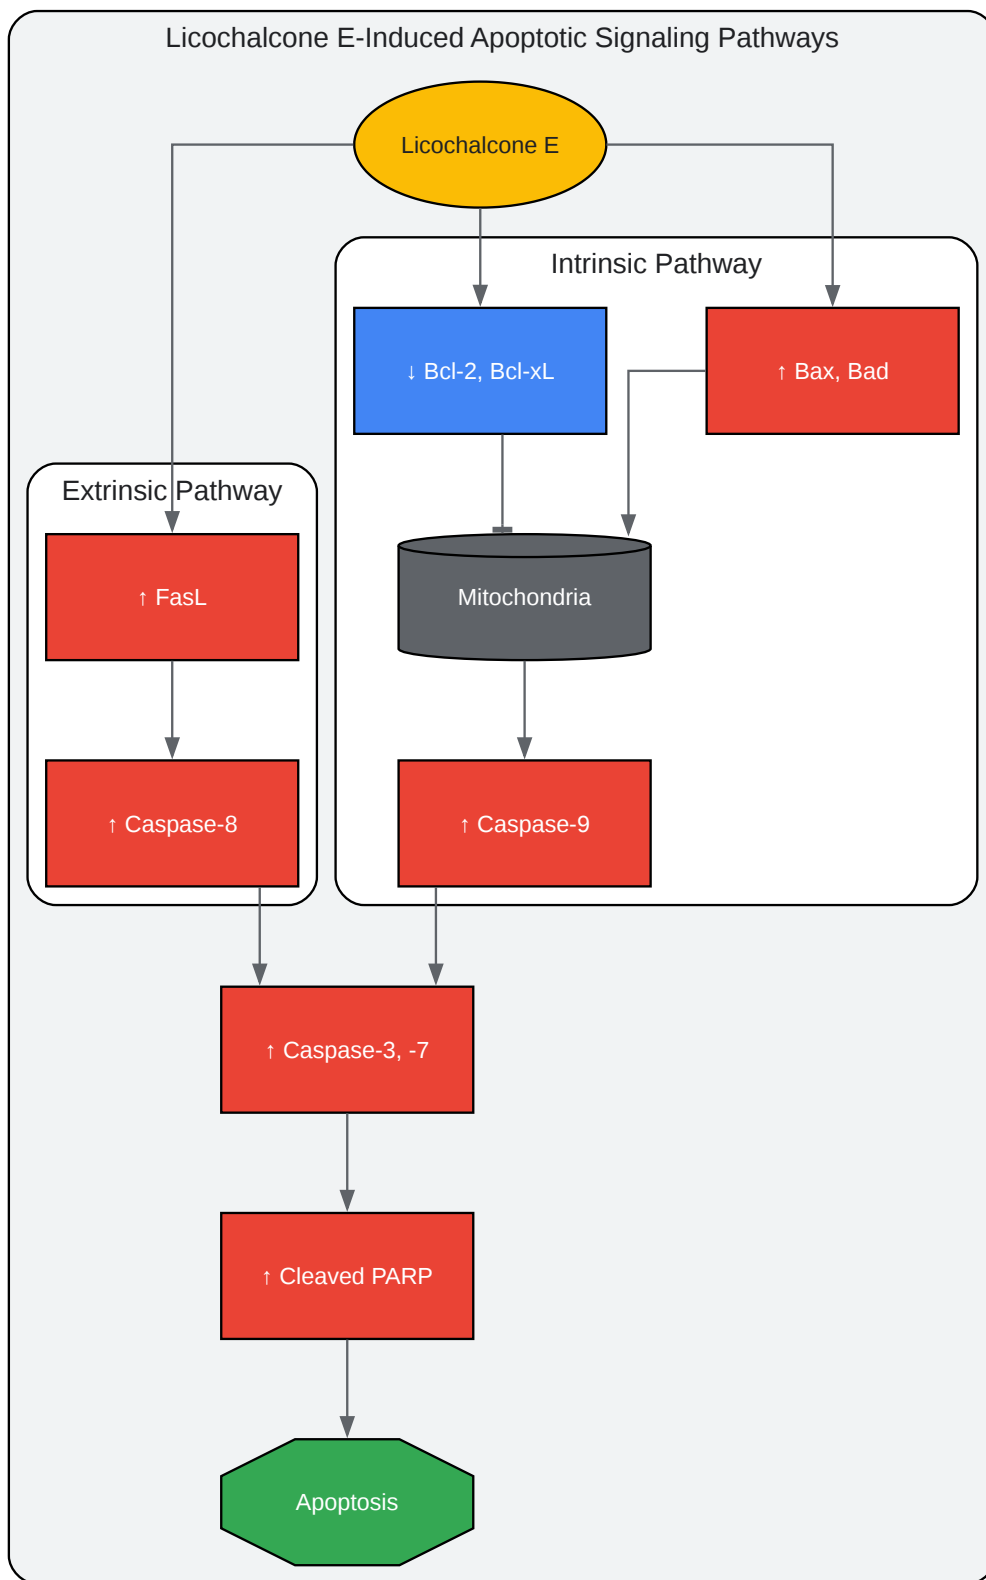 Licochalcone E-Induced Apoptotic Signaling Pathways
Licochalcone E
Intrinsic Pathway
↓ Bcl-2, Bcl-xL
↑ Bax, Bad
Extrinsic Pathway
↑ FasL
Mitochondria
↑ Caspase-8
↑ Caspase-9
↑ Caspase-3, -7
↑ Cleaved PARP
Apoptosis